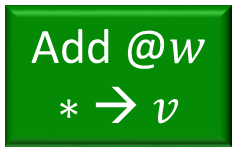 Add @𝑤
* → 𝑣